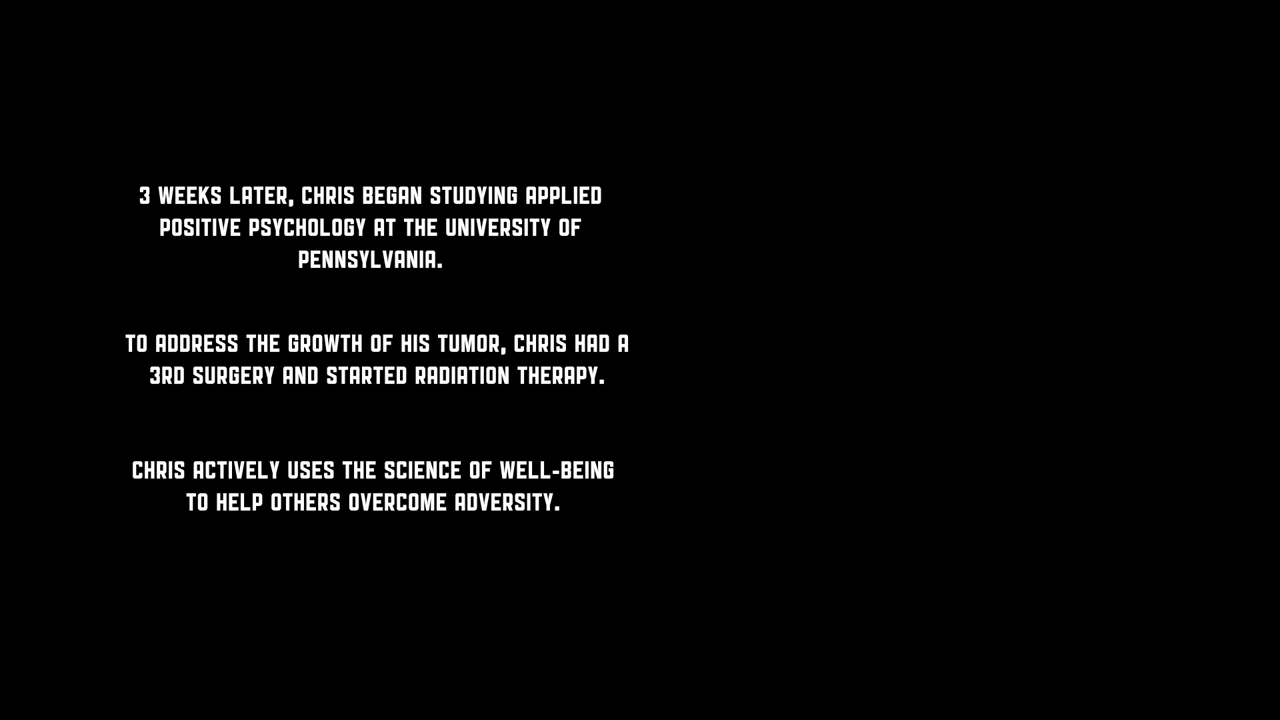 3 WEEKS LATER, CHRIS BEGAN STUDYING APPLIED
POSITIVE PSYCHOLOGY AT THE UNIVERSITY OF
PENNSYLVANIA.
TO ADDRESS THE GROWTH OF HIS TUMOR, CHRIS HAD A
3RD SURGERY AND STARTED RADIATION THERAPY.
CHRIS ACTIVELY USES THE SCIENCE OF WELL-BEING
TO HELP OTHERS OVERCOME ADVERSITY.